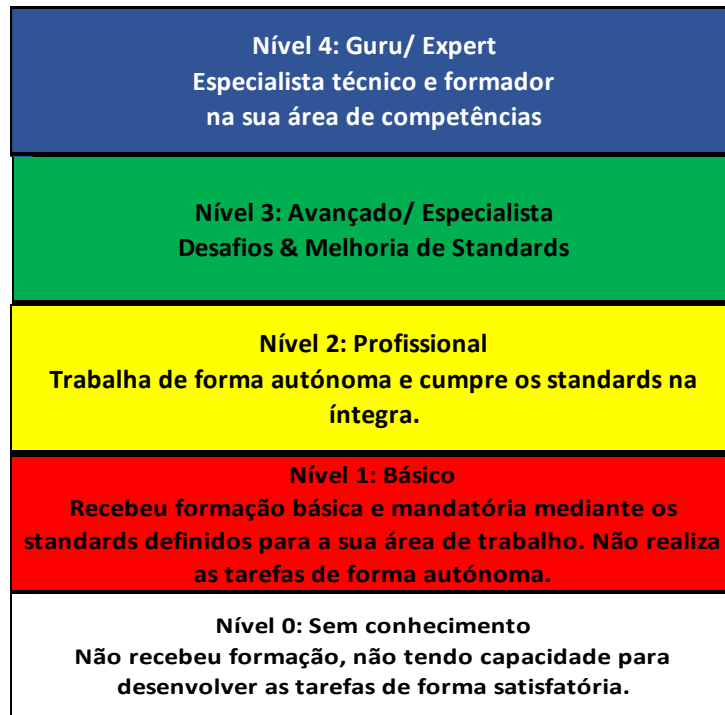 Nível 4: Guru/ Expert
Especialista técnico e formador
na sua área de competências
Nível 3: Avançado/ Especialista
Desafios & Melhoria de Standards
Nível 2: Profissional
Trabalha de forma autónoma e cumpre os standards na
íntegra.
Nível 1: Básico
Recebeu formação básica e mandatória mediante os
standards definidos para a sua área de trabalho. Não realiza
as tarefas de forma autónoma.
Nível 0: Sem conhecimento
Não recebeu formação, não tendo capacidade para
desenvolver as tarefas de forma satisfatória.